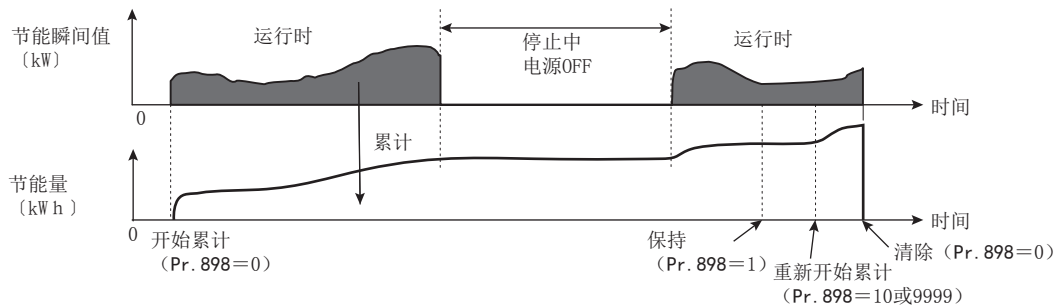 节能瞬间值
〔kW〕
运行时
停止中
电源OFF
运行时
0
时间
累计
节能量
〔kWh〕
0
时间
开始累计
（Pr.898＝0）
保持
（Pr.898＝1）
重新开始累计
（Pr.898＝10或9999）
清除（Pr.898＝0）